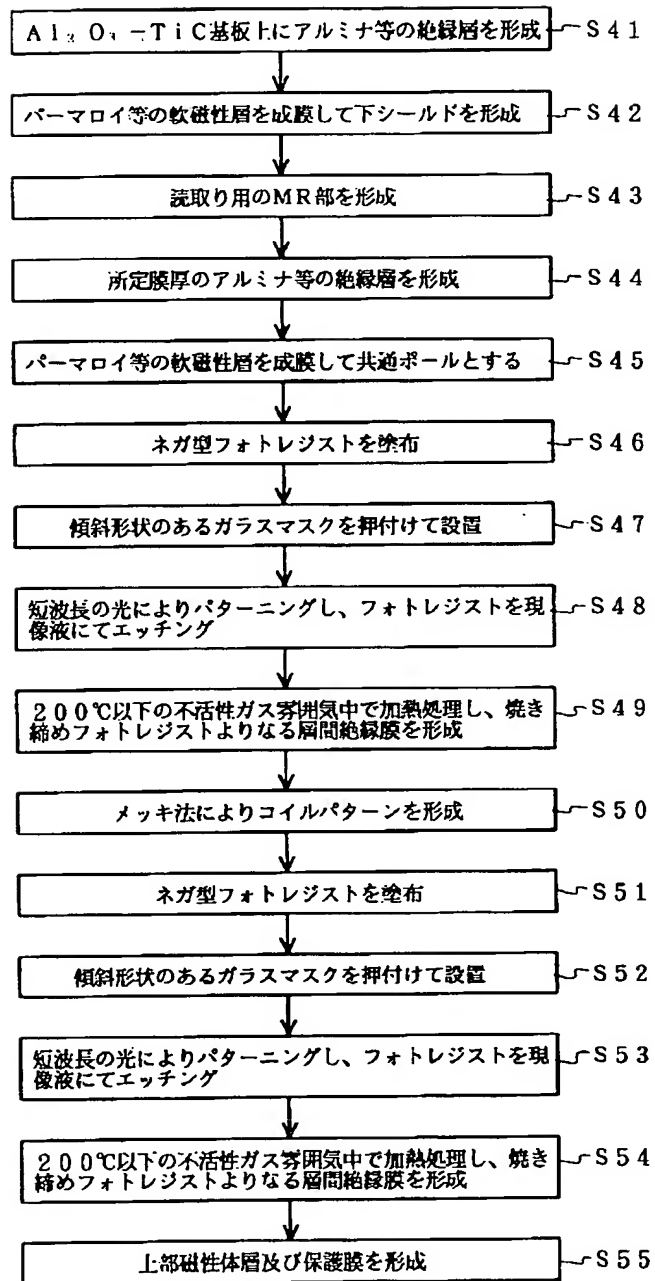 Al₂O₃−TiC基板上にアルミナ等の絶縁層を形成 S41
パーマロイ等の軟磁性層を成膜して下シールドを形成 S42
読取り用のMR部を形成 S43
所定膜厚のアルミナ等の絶縁層を形成 S44
パーマロイ等の軟磁性層を成膜して共通ポールとする S45
ネガ型フォトレジストを塗布 S46
傾斜形状のあるガラスマスクを押付けて設置 S47
短波長の光によりパターニングし、フォトレジストを現 S48
像液にてエッチング
200℃以下の不活性ガス雰囲気中で加熱処理し、焼き S49
締めフォトレジストよりなる層間絶縁膜を形成
メッキ法によりコイルパターンを形成 S50
ネガ型フォトレジストを塗布 S51
傾斜形状のあるガラスマスクを押付けて設置 S52
短波長の光によりパターニングし、フォトレジストを現 S53
像液にてエッチング
200℃以下の不活性ガス雰囲気中で加熱処理し、焼き S54
締めフォトレジストよりなる層間絶縁膜を形成
上部磁性体層及び保護膜を形成 S55